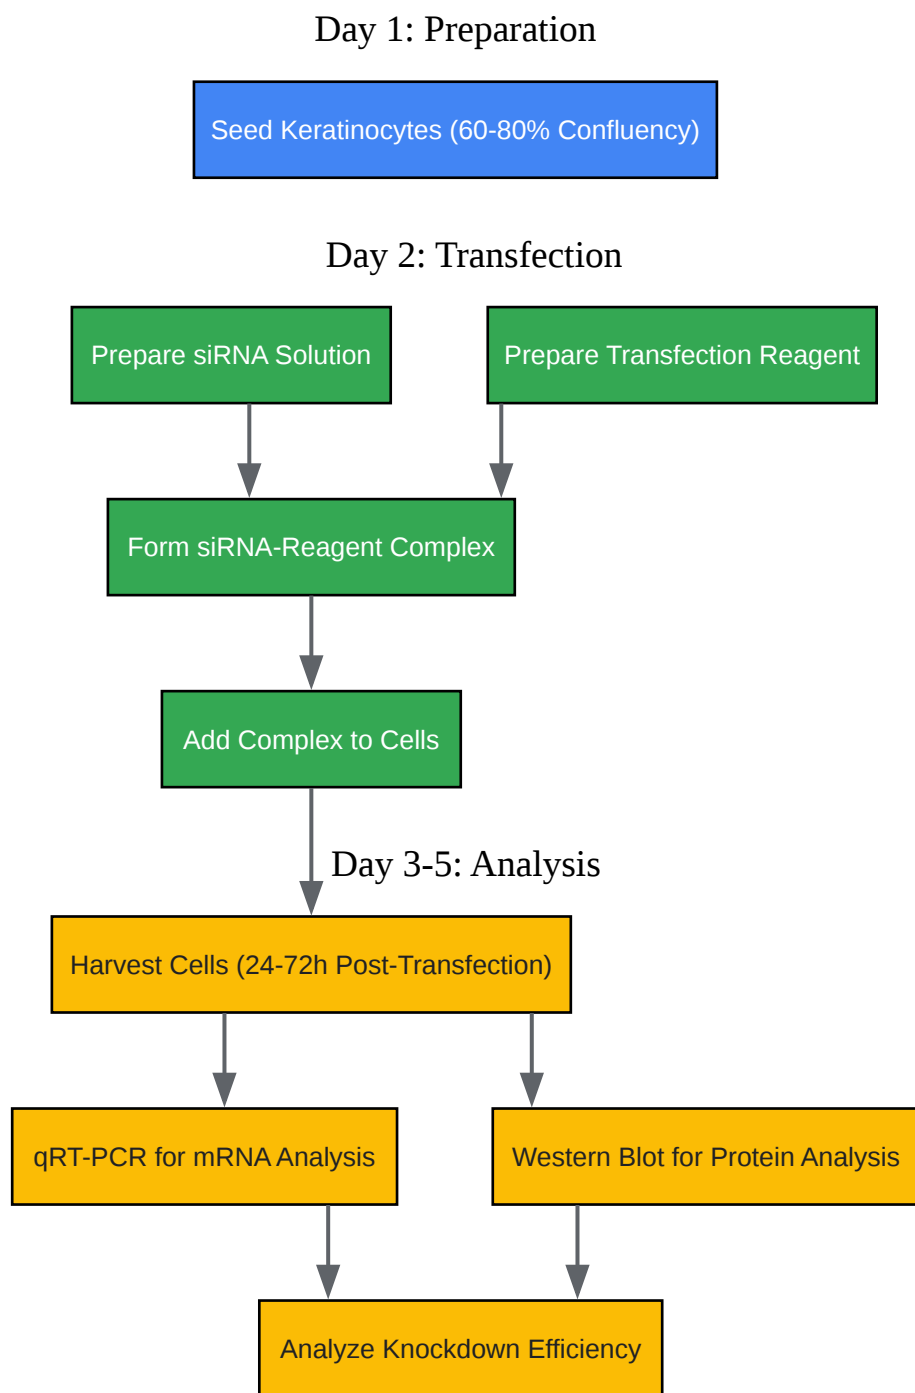 Day 1: Preparation
Seed Keratinocytes (60-80% Confluency)
Day 2: Transfection
Prepare siRNA Solution
Prepare Transfection Reagent
Form siRNA-Reagent Complex
Add Complex to Cells
Day 3-5: Analysis
Harvest Cells (24-72h Post-Transfection)
qRT-PCR for mRNA Analysis
Western Blot for Protein Analysis
Analyze Knockdown Efficiency